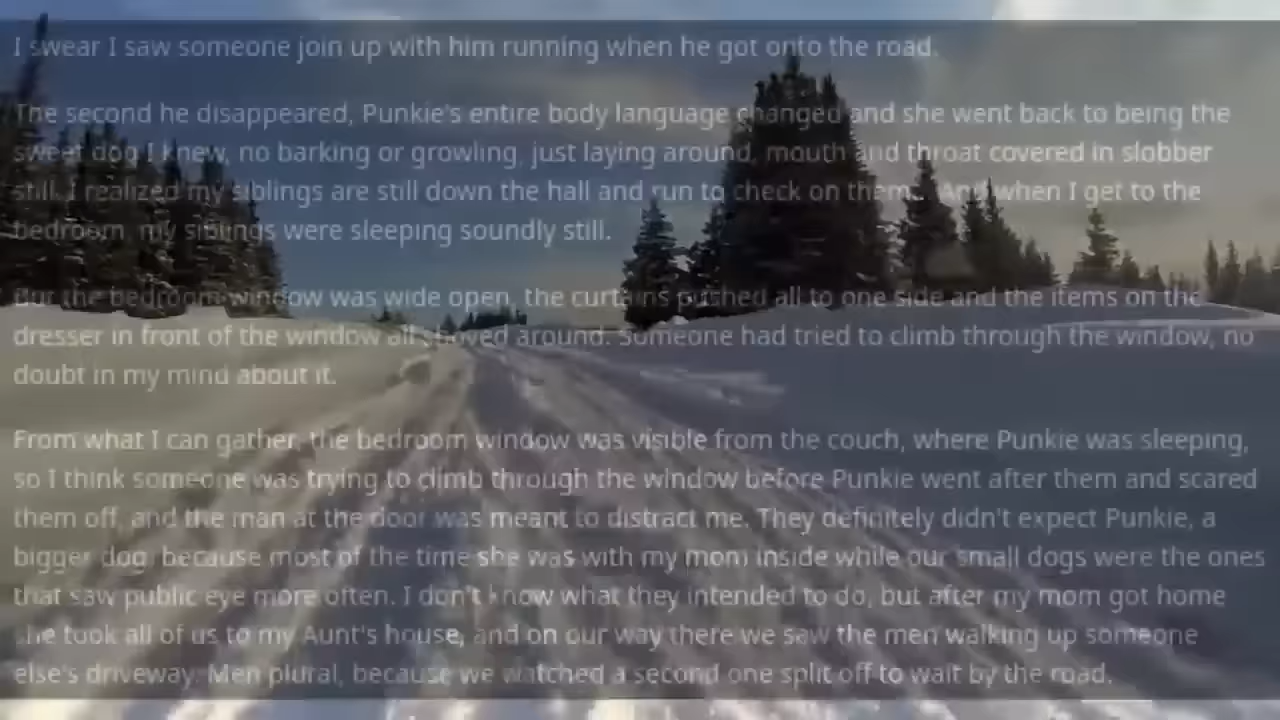 I swear I saw someone join up with him running when he got onto the road.
The second he disappeared, Punkie's entire body language changed and she went back to being the
sweet dog I knew, no barking or growling, just laying around, mouth and throat covered in slobber
still. I realized my siblings are still down the hall and run to check on them. And when I get to the
bedroom, my siblings were sleeping soundly still.
But the bedroom window was wide open, the curtains pushed all to one side and the items on the
dresser in front of the window all shoved around. Someone had tried to climb through the window, no
doubt in my mind about it.
From what I can gather, the bedroom window was visible from the couch, where Punkie was sleeping,
so I think someone was trying to climb through the window before Punkie went after them and scared
them off, and the man at the door was meant to distract me. They definitely didn't expect Punkie, a
bigger dog, because most of the time she was with my mom inside while our small dogs were the ones
that saw public eye more often. I don't know what they intended to do, but after my mom got home
she took all of us to my Aunt's house, and on our way there we saw the men walking up someone
else's driveway. Men plural, because we watched a second one split off to wait by the road.